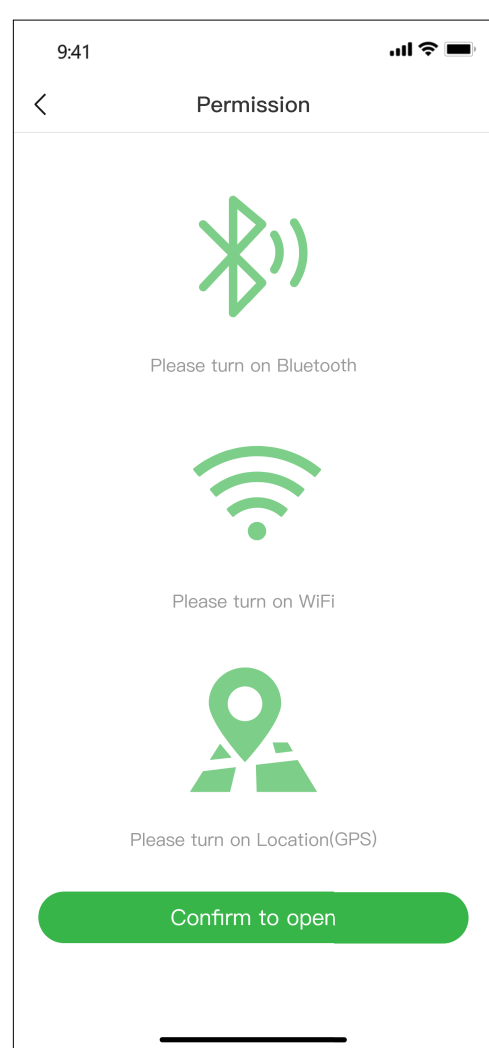 9:41
Permission
Please turn on Bluetooth
Please turn on WiFi
Please turn on Location(GPS)
Confirm to open